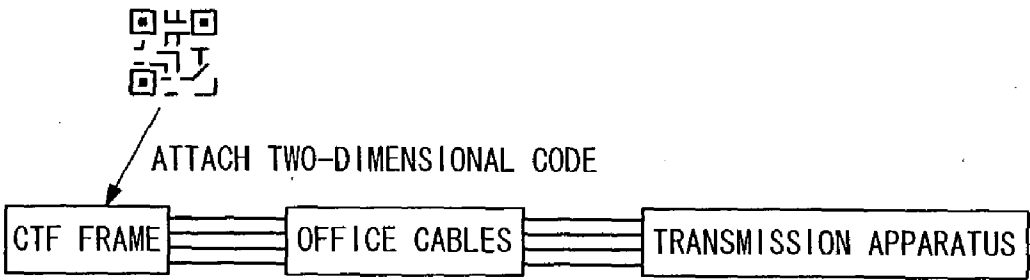 ATTACH TWO-DIMENSIONAL CODE
CTF FRAME
OFFICE CABLES
TRANSMISSION APPARATUS